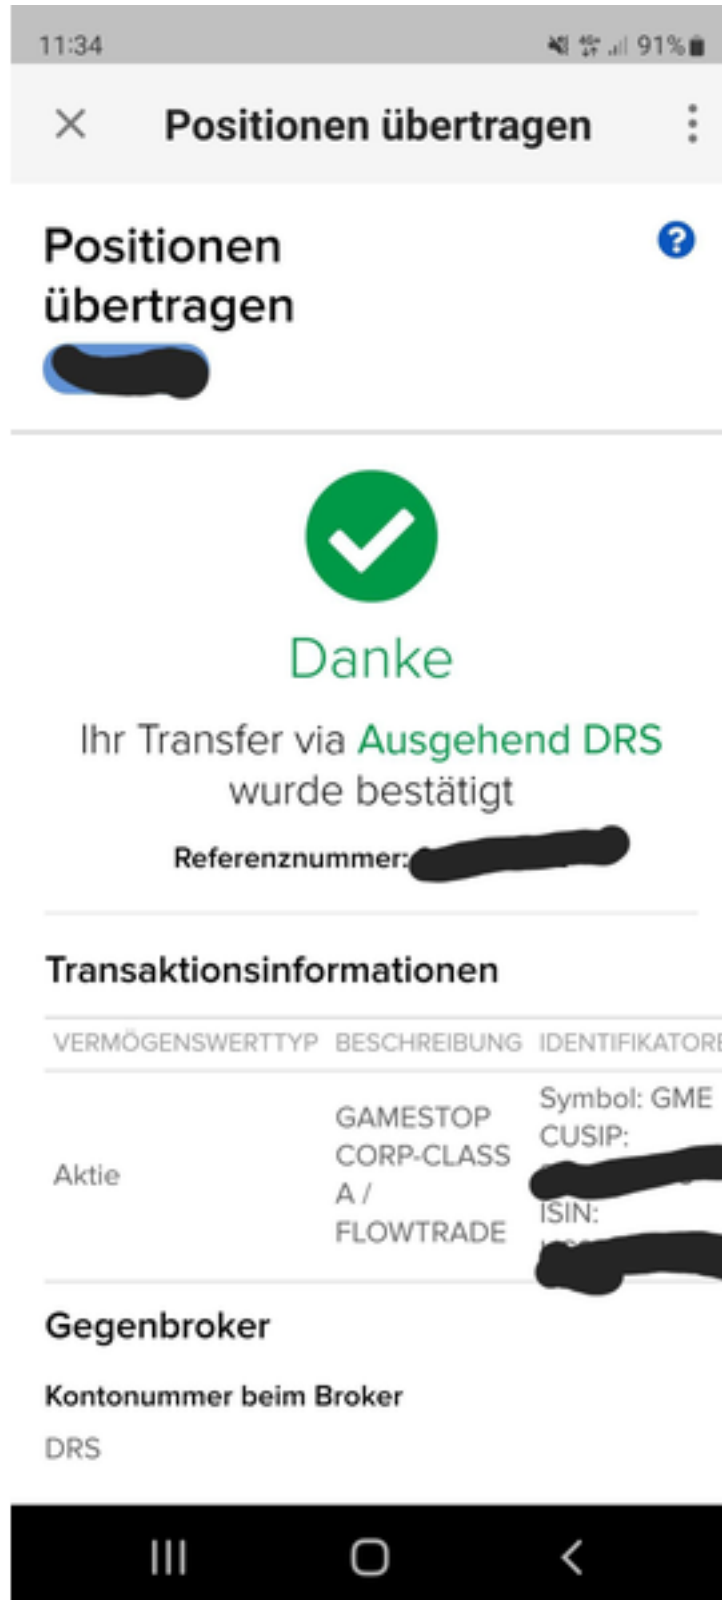 11:34
91%
Positionen übertragen
Positionen
übertragen
Danke
Ihr Transfer via Ausgehend DRS
wurde bestätigt
Referenznummer:
Transaktionsinformationen
VERMÖGENSWERTTYP BESCHREIBUNG IDENTIFIKATORE
Aktie
GAMESTOP
CORP-CLASS
A /
FLOWTRADE
Symbol: GME
CUSIP:
ISIN:
Gegenbroker
Kontonummer beim Broker
DRS